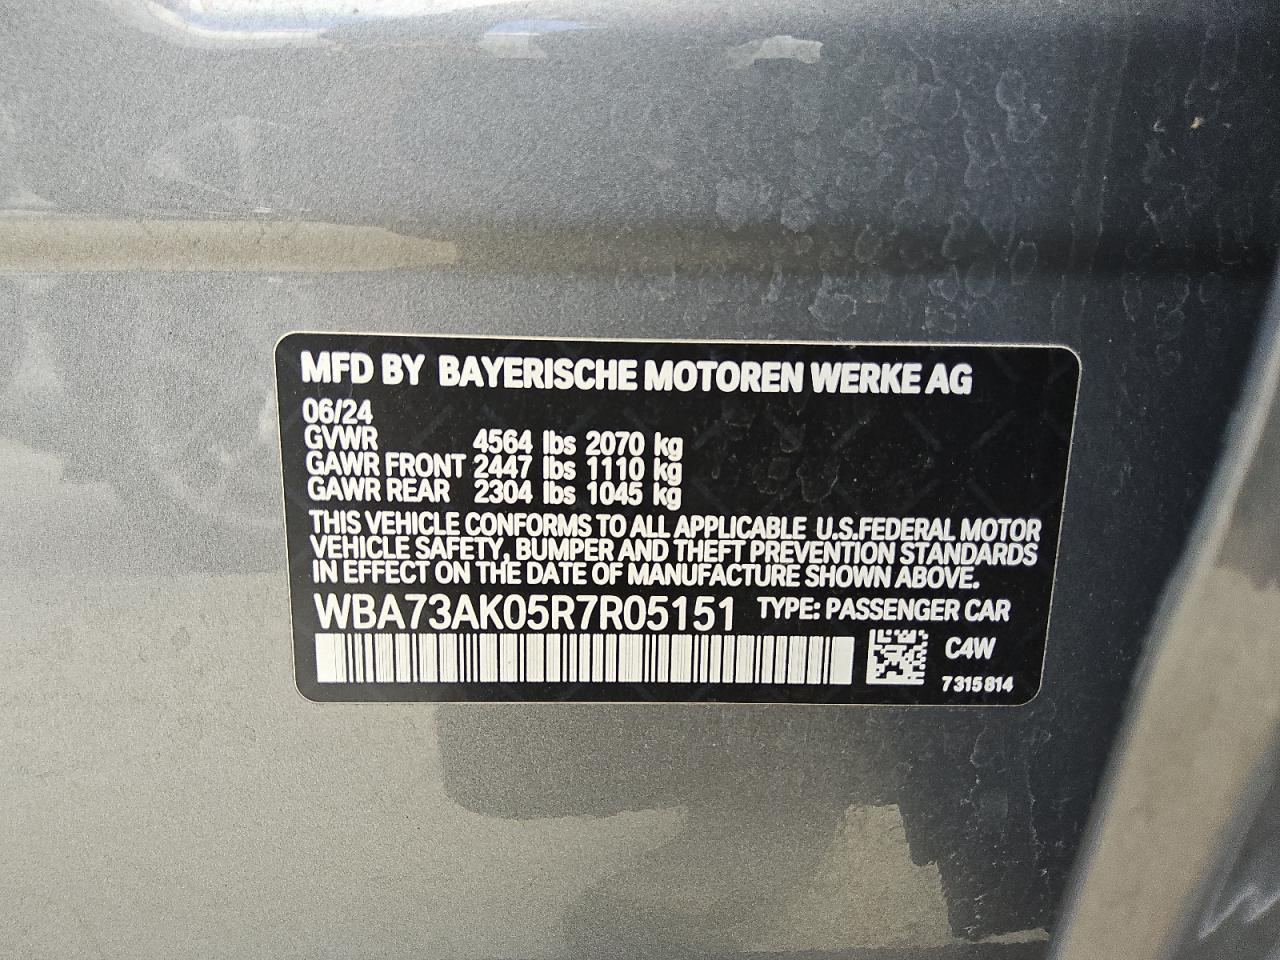 MFD BY BAYERISCHE MOTOREN WERKE AG
06/24
GVWR 4564 lbs 2070 kg
GAWR FRONT 2447 lbs 1110 kg
GAWR REAR 2304 lbs 1045 kg
THIS VEHICLE CONFORMS TO ALL APPLICABLE U.S.FEDERAL MOTOR
VEHICLE SAFETY, BUMPER AND THEFT PREVENTION STANDARDS
IN EFFECT ON THE DATE OF MANUFACTURE SHOWN ABOVE.
WBA73AK05R7R05151 TYPE: PASSENGER CAR
C4W
7315814